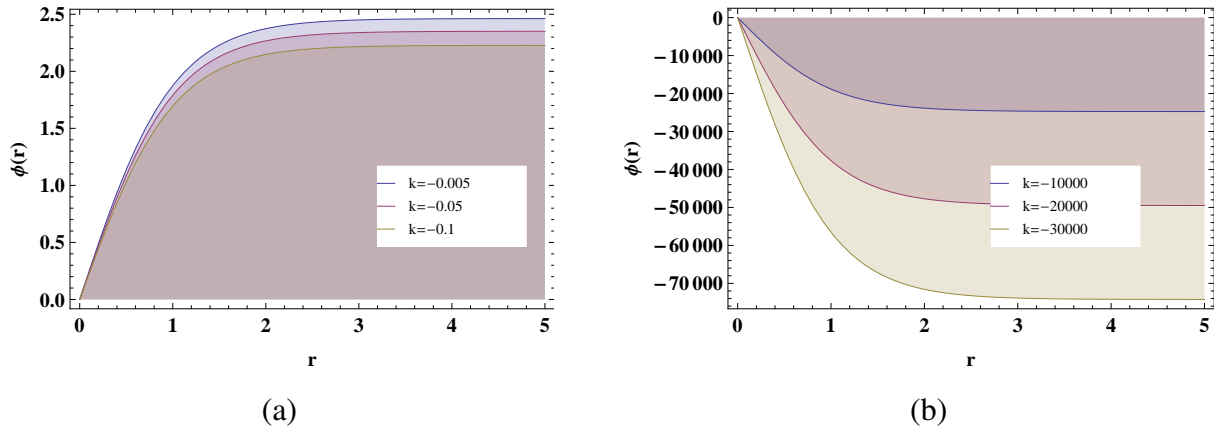 2.5
2.0
1.5
1.0
0.5
0.0
ϕ(r)
k=−0.005
k=−0.05
k=−0.1
0 1 2 3 4 5
r
(a)
0
−10 000
−20 000
−30 000
−40 000
−50 000
−60 000
−70 000
ϕ(r)
k=−10000
k=−20000
k=−30000
0 1 2 3 4 5
r
(b)